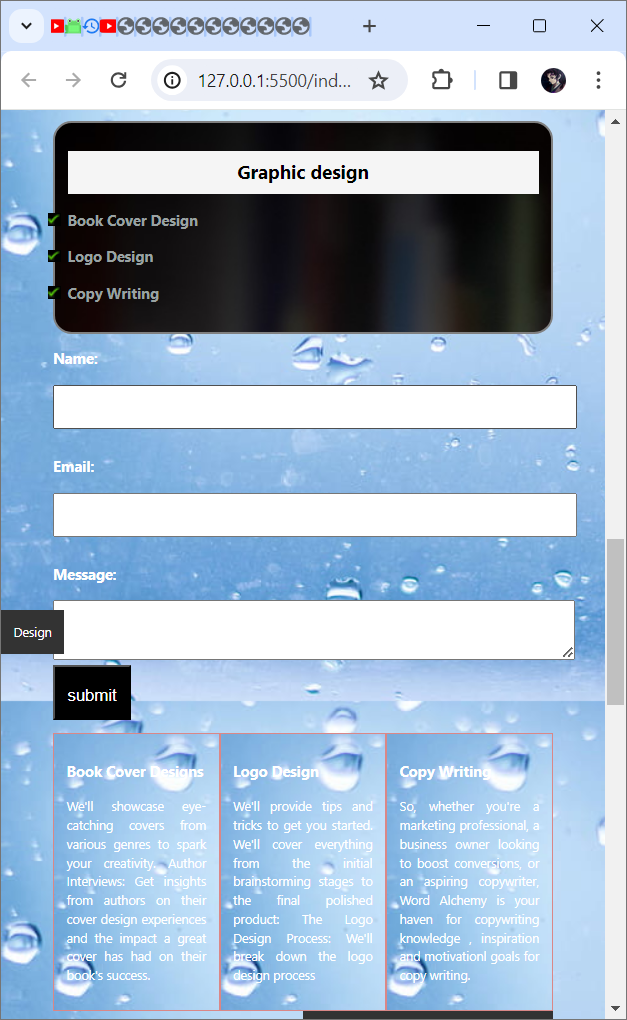 127.0.0.1:5500/ind...
Graphic design
Book Cover Design
Logo Design
Copy Writing
Name:
Email:
Message:
Design
submit
Book Cover Designs
We'll showcase eye-
catching covers from
various genres to spark
your creativity. Author
Interviews: Get insights
from authors on their
cover design experiences
and the impact a great
cover has had on their
book's success.
Logo Design
We'll provide tips and
tricks to get you started.
We'll cover everything
from the initial
brainstorming stages to
the final polished
product: The Logo
Design Process: We'll
break down the logo
design process
Copy Writing
So, whether you're a
marketing professional, a
business owner looking
to boost conversions, or
an aspiring copywriter,
Word Alchemy is your
haven for copywriting
knowledge , inspiration
and motivationl goals for
copy writing.